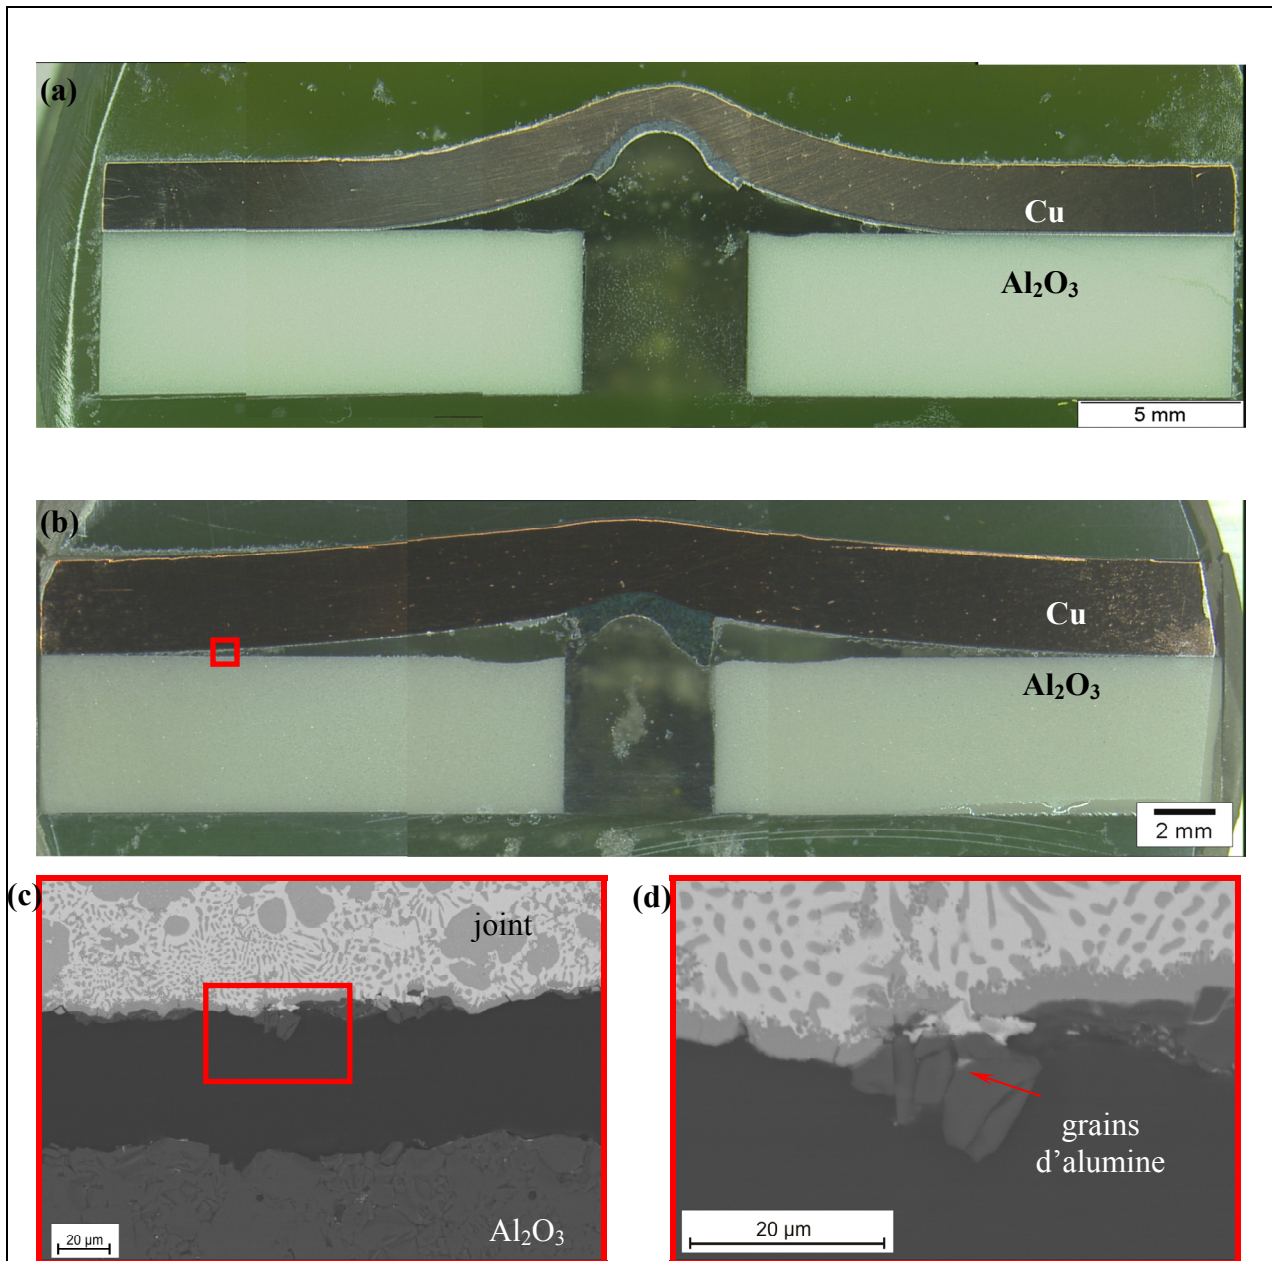 (a)
Cu
Al₂O₃
5 mm
(b)
Cu
Al₂O₃
2 mm
(c)
joint
20 µm
Al₂O₃
(d)
grains
d'alumine
20 µm